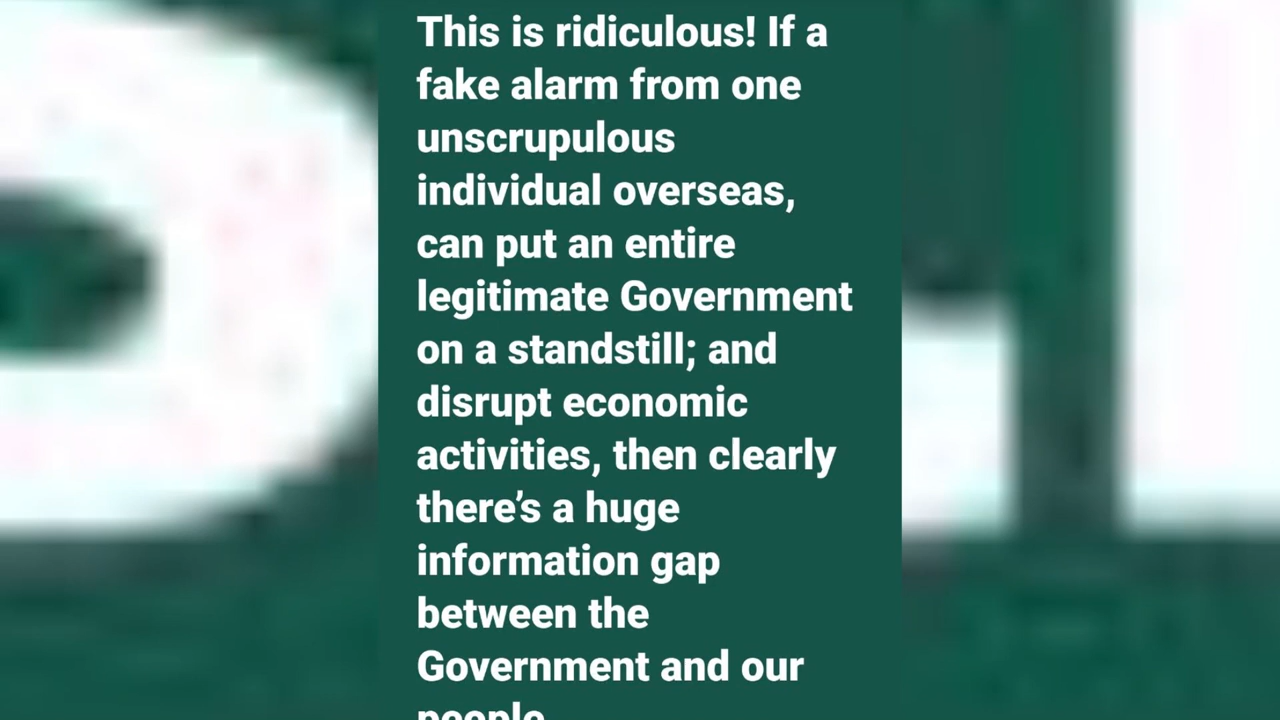 This is ridiculous! If a
fake alarm from one
unscrupulous
individual overseas,
can put an entire
legitimate Government
on a standstill; and
disrupt economic
activities, then clearly
there's a huge
information gap
between the
Government and our
people